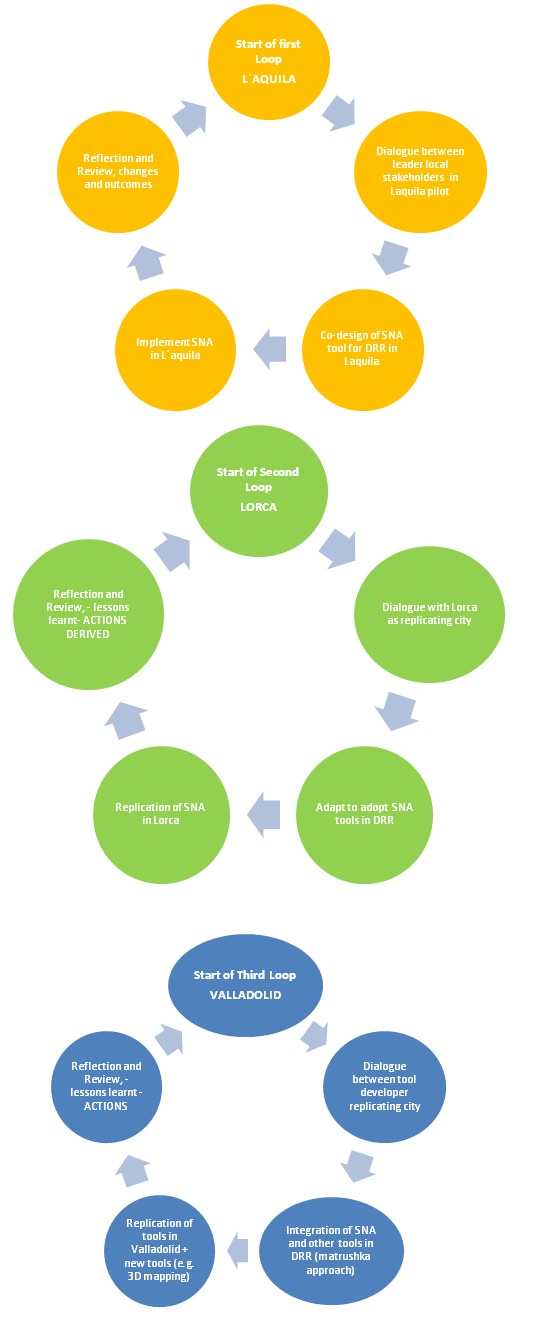 Start of first
Loop
L´AQUILA
Dialogue between
leader local
stakeholders in
Laquila pilot
Co-design of SNA
tool for DRR in
Laquila
Implement SNA
in L´aquila
Reflection and
Review, changes
and outcomes
Start of Second
Loop
LORCA
Dialogue with Lorca
as replicating city
Adapt to adopt SNA
tools in DRR
Replication of SNA
in Lorca
Reflection and
Review, - lessons
learnt- ACTIONS
DERIVED
Start of Third Loop
VALLADOLID
Dialogue
between tool
developer
replicating city
Integration of SNA
and other tools in
DRR (matrushka
approach)
Replication of
tools in
Valladolid +
new tools (e.g.
3D mapping)
Reflection and
Review, -
lessons learnt -
ACTIONS